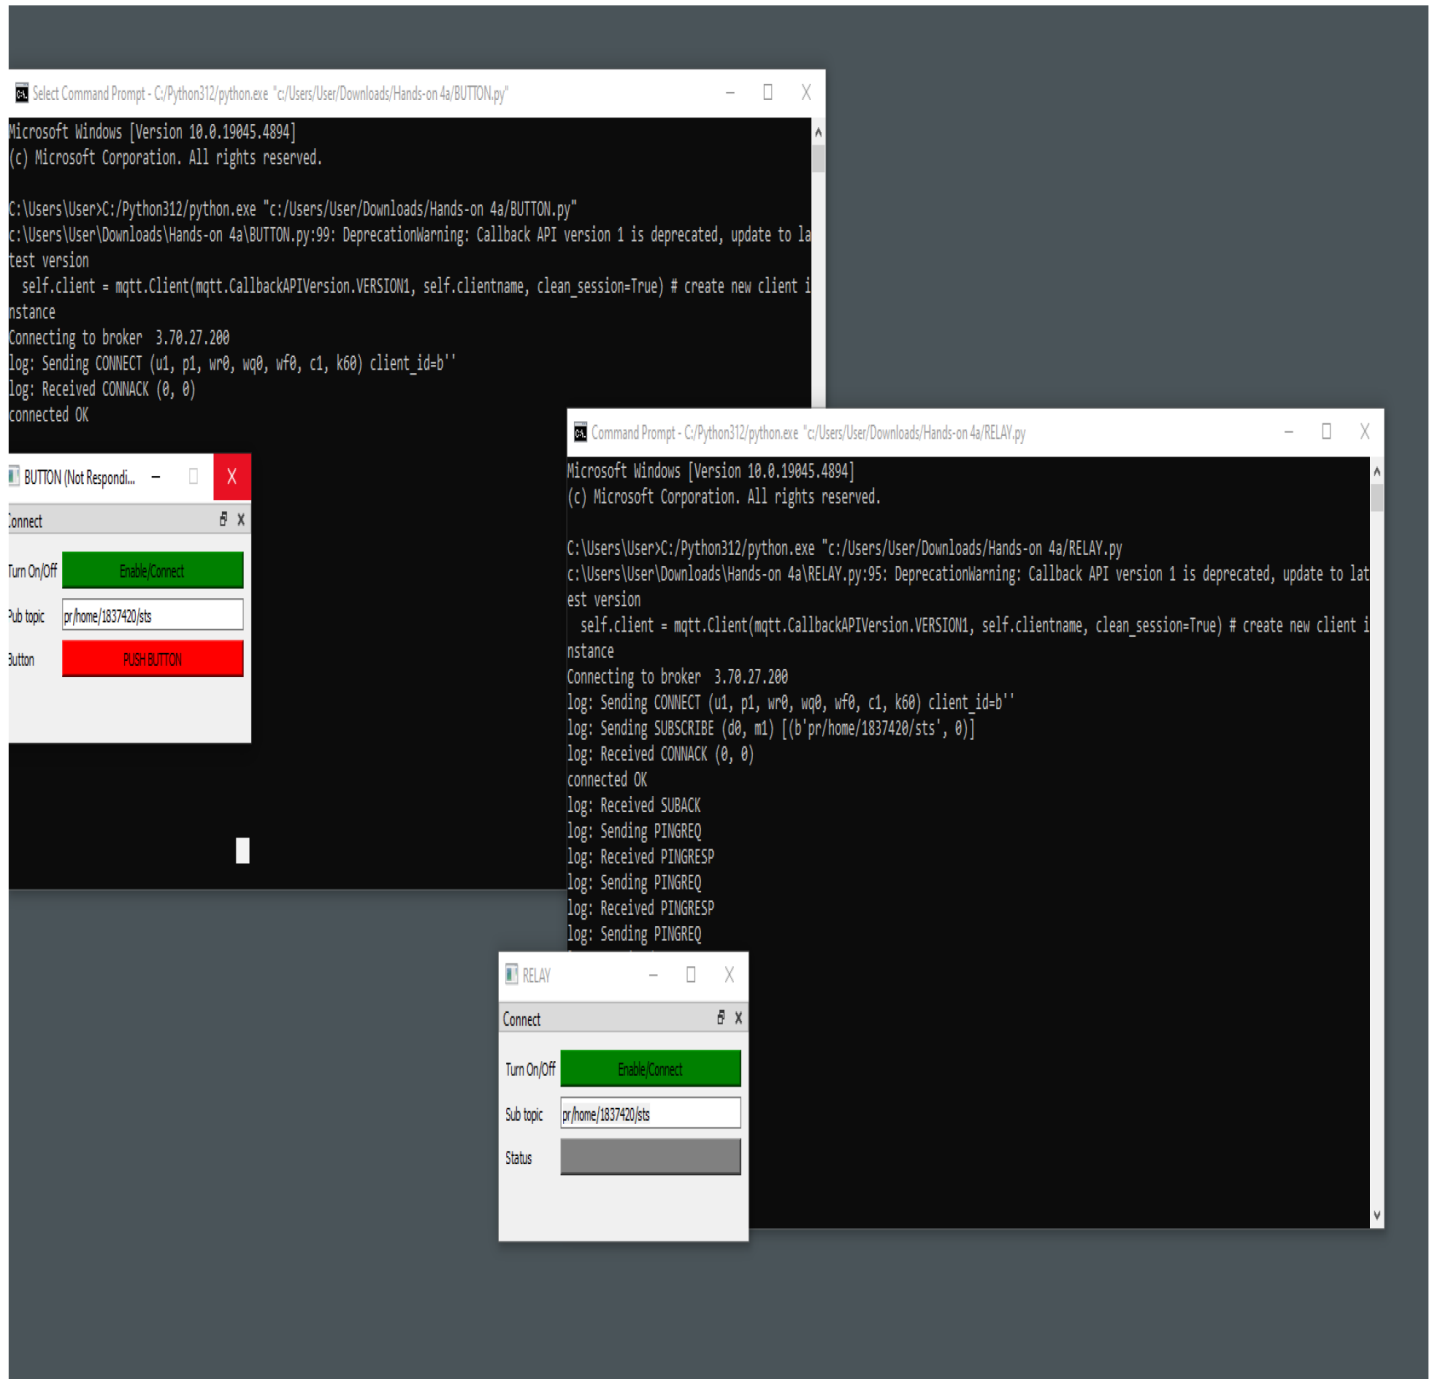 Select Command Prompt - C:/Python312/python.exe "c:/Users/User/Downloads/Hands-on 4a/BUTTON.py"
Microsoft Windows [Version 10.0.19045.4894]
(c) Microsoft Corporation. All rights reserved.
C:\Users\User>C:/Python312/python.exe "c:/Users/User/Downloads/Hands-on 4a/BUTTON.py"
c:\Users\User\Downloads\Hands-on 4a\BUTTON.py:99: DeprecationWarning: Callback API version 1 is deprecated, update to la
test version
self.client = mqtt.Client(mqtt.CallbackAPIVersion.VERSION1, self.clientname, clean_session=True) # create new client i
nstance
Connecting to broker  3.70.27.200
log: Sending CONNECT (u1, p1, wr0, wq0, wf0, c1, k60) client_id=b''
log: Received CONNACK (0, 0)
connected OK
BUTTON (Not Respondi...
Connect
Turn On/Off Enable/Connect
Pub topic pr/home/1837420/sts
Button PUSH BUTTON
Command Prompt - C:/Python312/python.exe "c:/Users/User/Downloads/Hands-on 4a/RELAY.py
Microsoft Windows [Version 10.0.19045.4894]
(c) Microsoft Corporation. All rights reserved.
C:\Users\User>C:/Python312/python.exe "c:/Users/User/Downloads/Hands-on 4a/RELAY.py
c:\Users\User\Downloads\Hands-on 4a\RELAY.py:95: DeprecationWarning: Callback API version 1 is deprecated, update to lat
est version
self.client = mqtt.Client(mqtt.CallbackAPIVersion.VERSION1, self.clientname, clean_session=True) # create new client i
nstance
Connecting to broker  3.70.27.200
log: Sending CONNECT (u1, p1, wr0, wq0, wf0, c1, k60) client_id=b''
log: Sending SUBSCRIBE (d0, m1) [(b'pr/home/1837420/sts', 0)]
log: Received CONNACK (0, 0)
connected OK
log: Received SUBACK
log: Sending PINGREQ
log: Received PINGRESP
log: Sending PINGREQ
log: Received PINGRESP
log: Sending PINGREQ
RELAY
Connect
Turn On/Off Enable/Connect
Sub topic pr/home/1837420/sts
Status